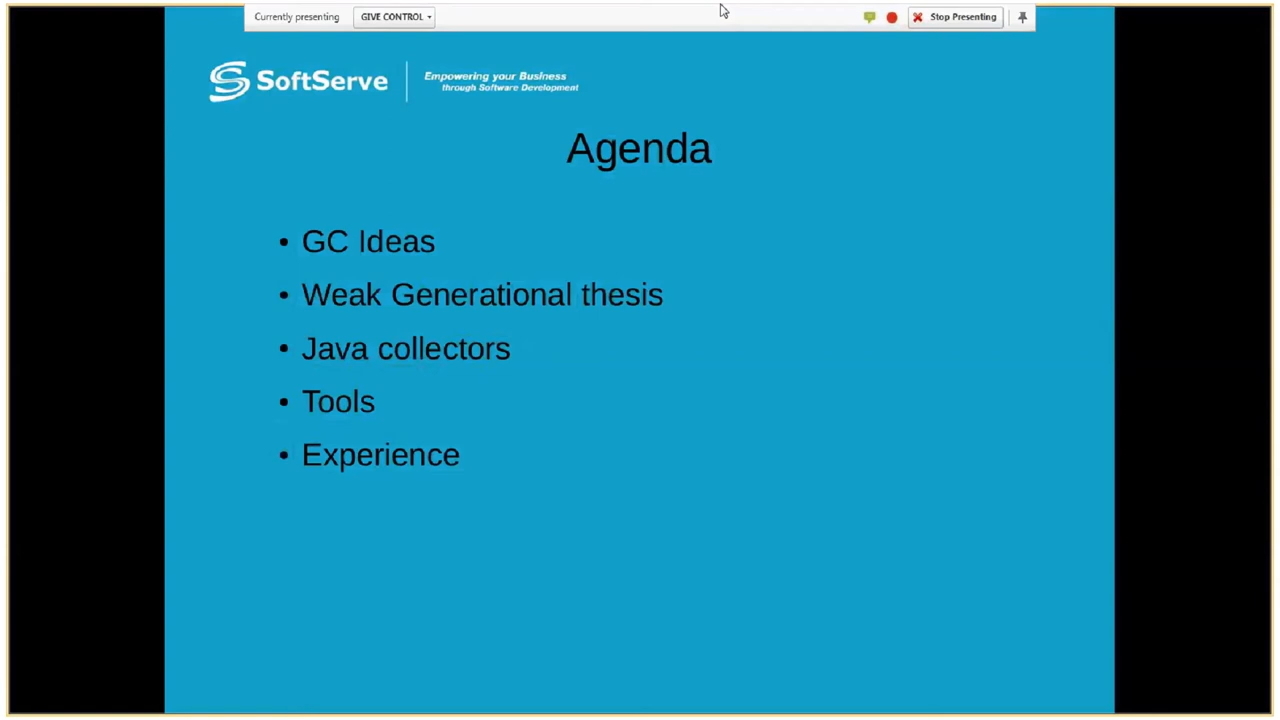 Currently presenting GIVE CONTROL Stop Presenting
SoftServe
Empowering your Business
through Software Development
Agenda
• GC Ideas
• Weak Generational thesis
• Java collectors
• Tools
• Experience